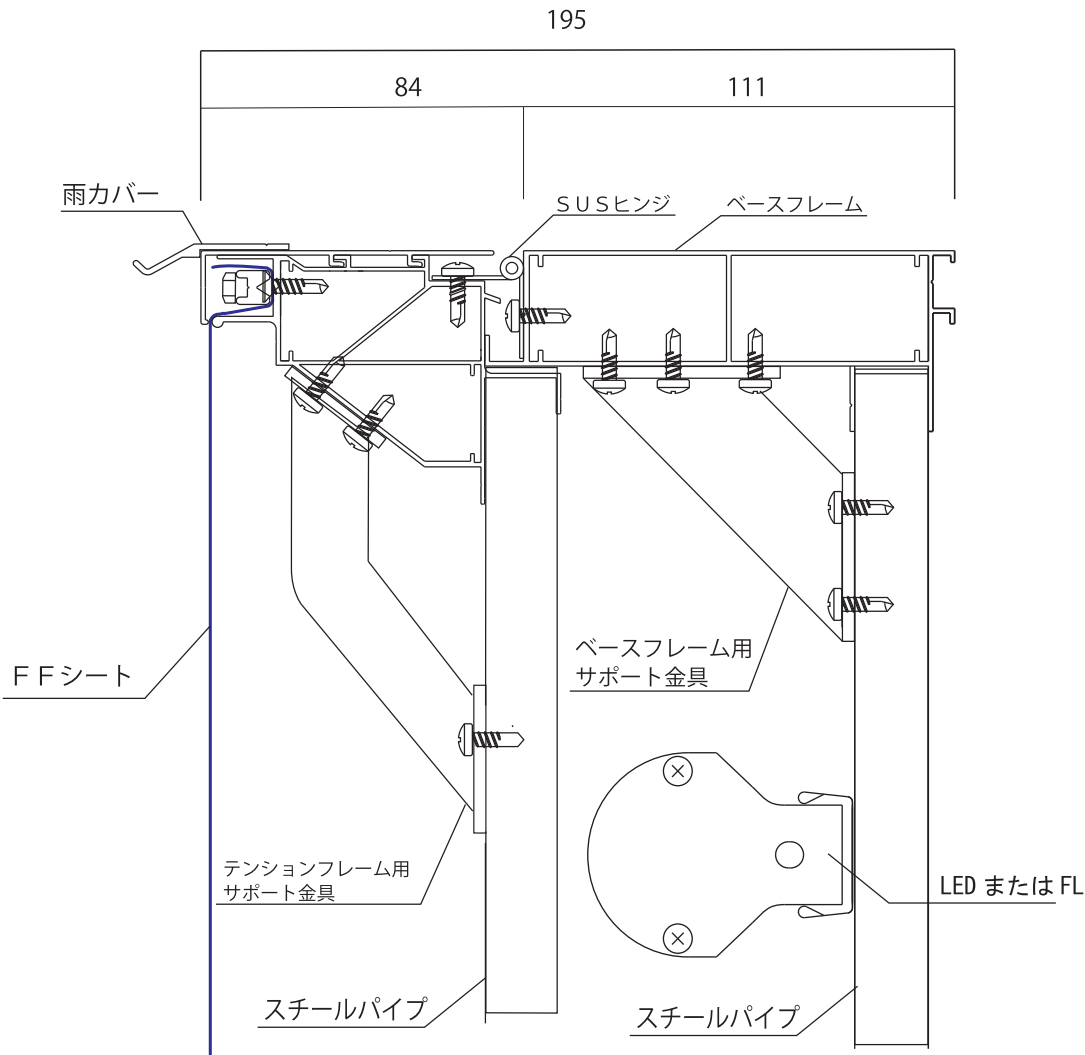 195
84
111
雨カバー
ＳＵＳヒンジ
ベースフレーム
ＦＦシート
ベースフレーム用
サポート金具
テンションフレーム用
サポート金具
LED または FL
スチールパイプ
スチールパイプ